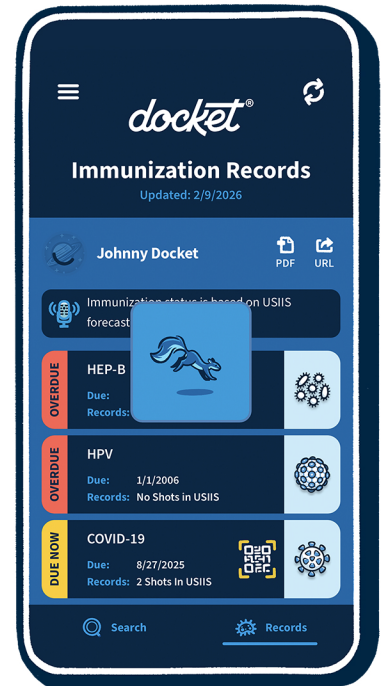 docket®
Immunization Records
Updated: 2/9/2026
Johnny Docket
PDF
URL
Immunization status is based on USIIS
forecast
OVERDUE
HEP-B
Due:
Records:
OVERDUE
HPV
Due: 1/1/2006
Records: No Shots in USIIS
DUE NOW
COVID-19
Due: 8/27/2025
Records: 2 Shots In USIIS
Search
Records